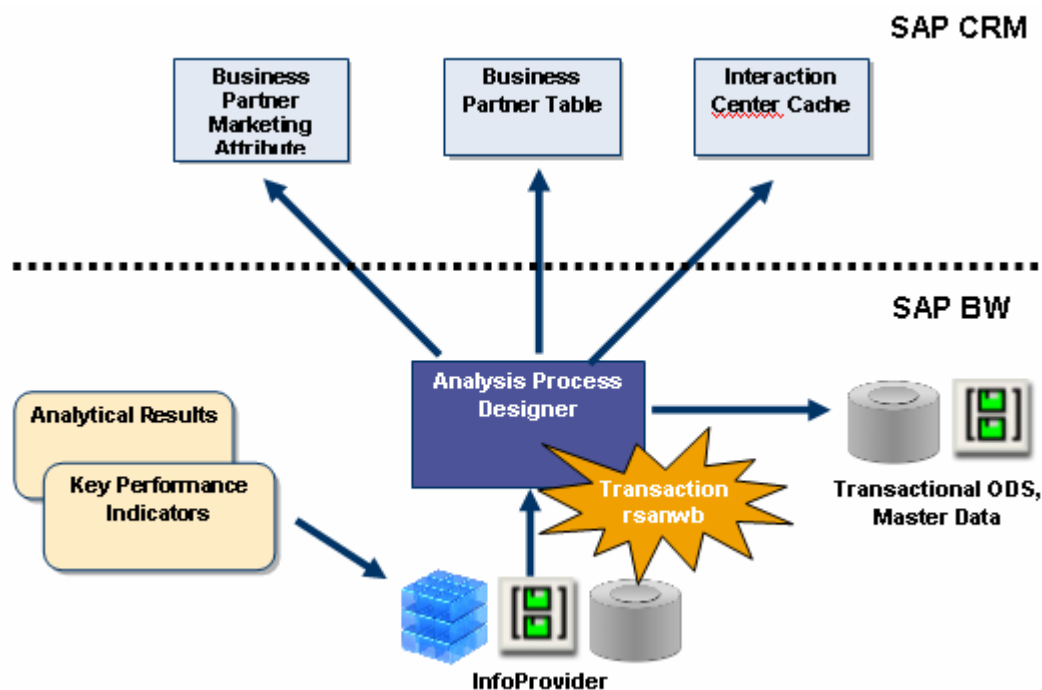 SAP CRM
Business
Partner
Marketing
Attribute
Business
Partner Table
Interaction
Center Cache
SAP BW
Analysis Process
Designer
Analytical Results
Key Performance
Indicators
Transaction
rsanwb
Transactional ODS,
Master Data
InfoProvider